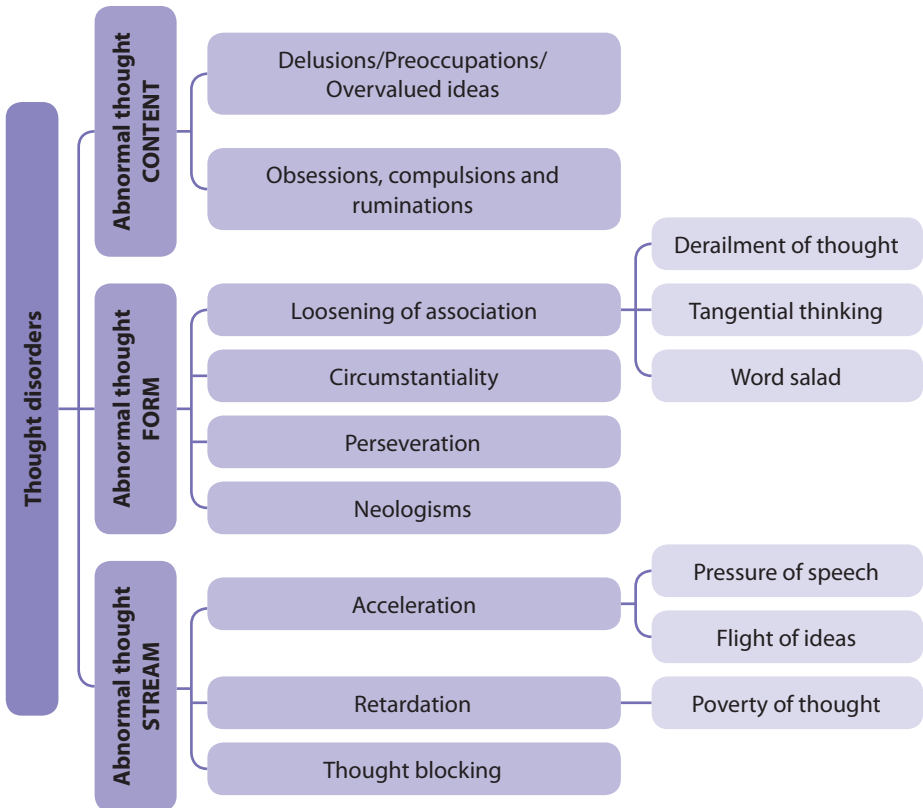 Thought disorders
Abnormal thought
CONTENT
Delusions/Preoccupations/
Overvalued ideas
Obsessions, compulsions and
ruminations
Abnormal thought
FORM
Loosening of association
Derailment of thought
Tangential thinking
Word salad
Circumstantiality
Perseveration
Neologisms
Abnormal thought
STREAM
Acceleration
Pressure of speech
Flight of ideas
Retardation
Poverty of thought
Thought blocking